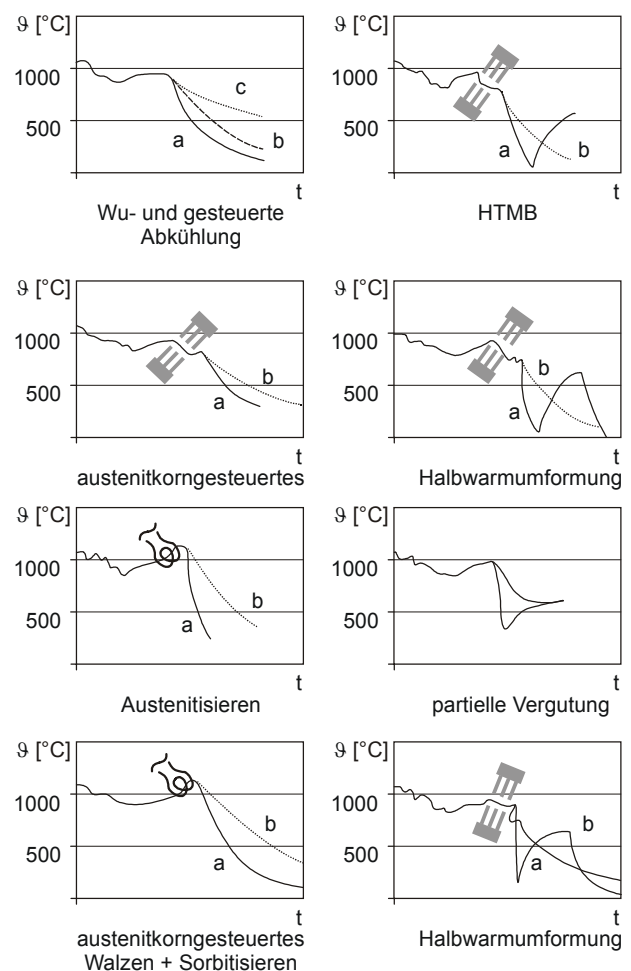 ϑ [°C]
1000
500
a
b
c
t
Wu- und gesteuerte
Abkühlung
ϑ [°C]
1000
500
a
b
t
HTMB
ϑ [°C]
1000
500
a
b
t
austenitkorngesteuertes
ϑ [°C]
1000
500
a
b
t
Halbwarmumformung
ϑ [°C]
1000
500
a
b
t
Austenitisieren
ϑ [°C]
1000
500
t
partielle Vergutung
ϑ [°C]
1000
500
a
b
t
austenitkorngesteuertes
Walzen + Sorbitisieren
ϑ [°C]
1000
500
a
b
t
Halbwarmumformung